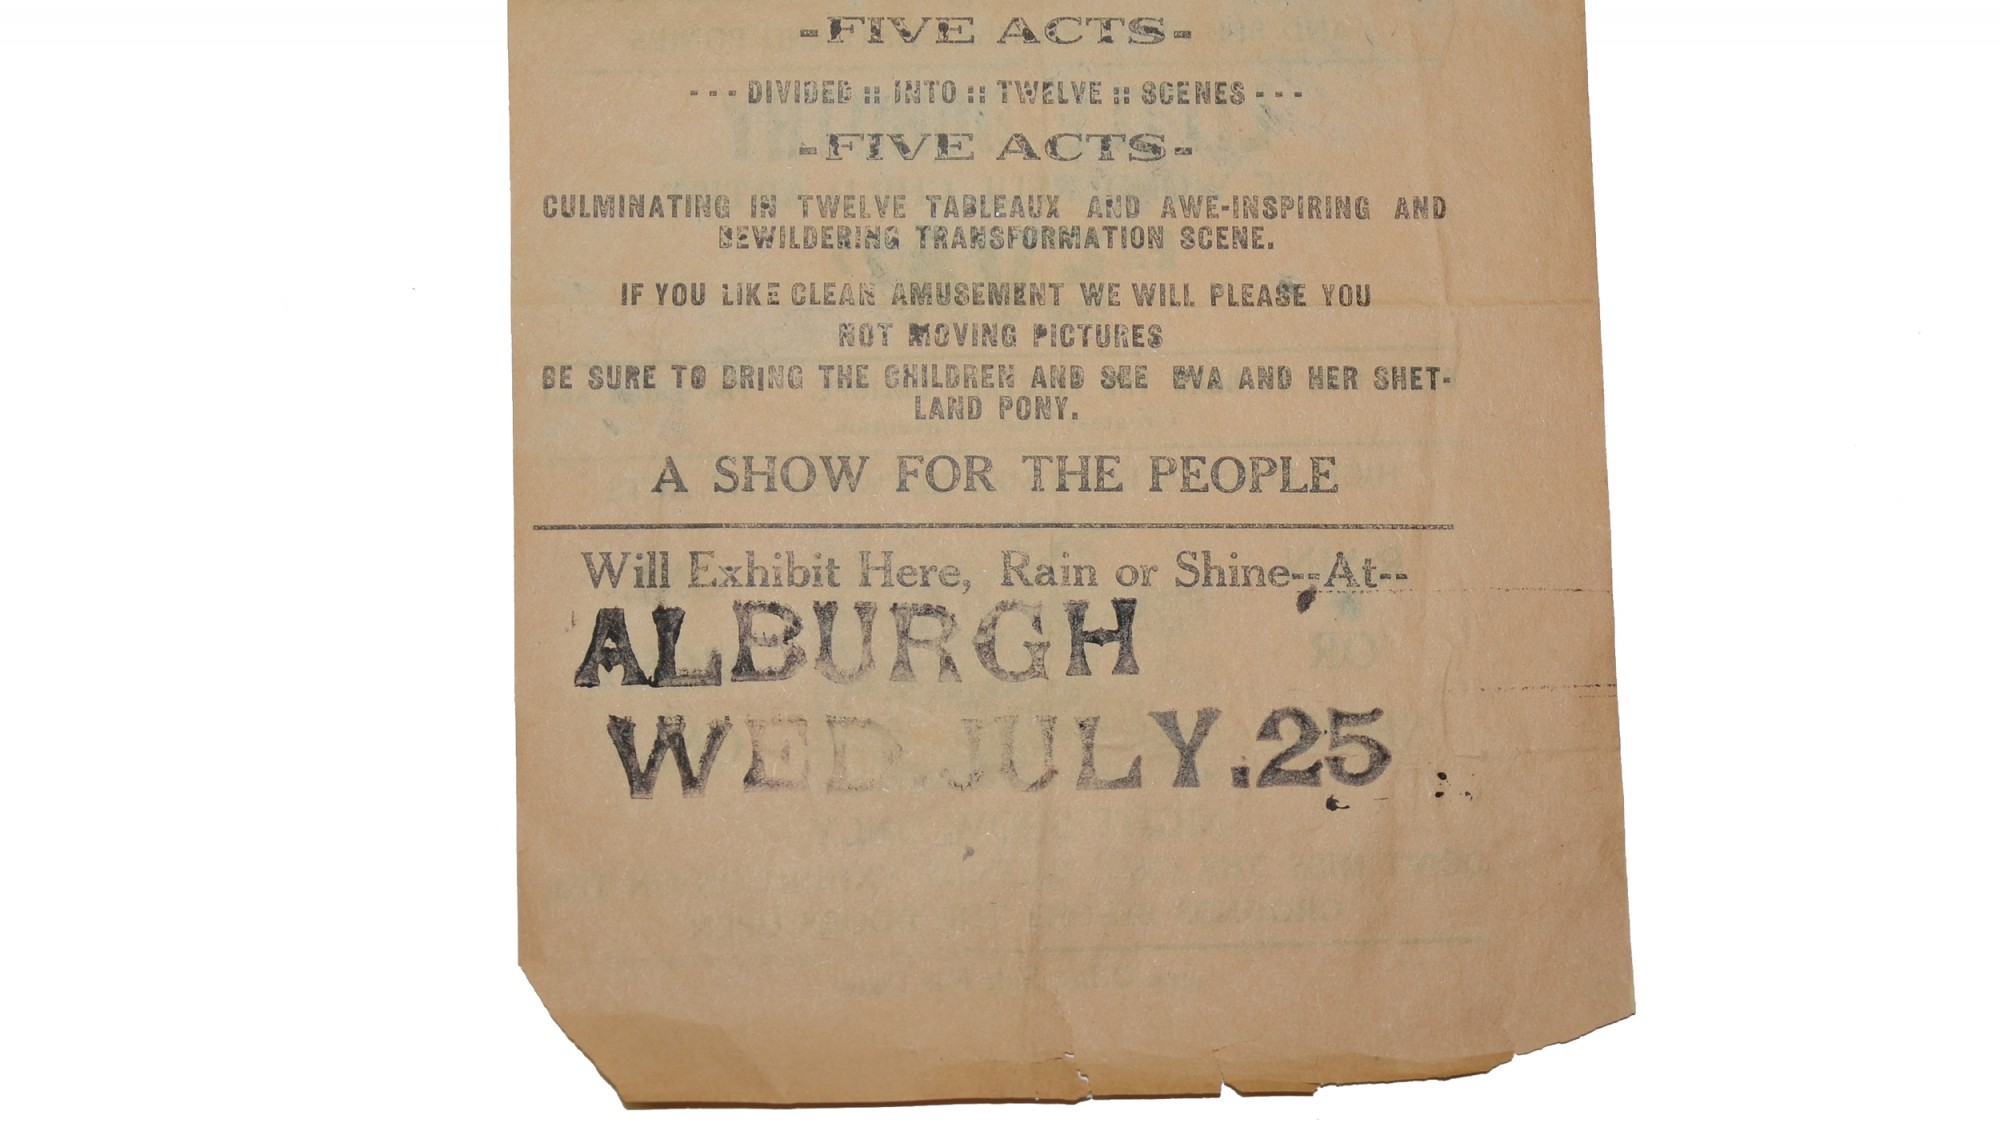 -FIVE ACTS-
- - - DIVIDED :: INTO :: TWELVE :: SCENES - - -
-FIVE ACTS-
CULMINATING IN TWELVE TABLEAUX AND AWE-INSPIRING AND
BEWILDERING TRANSFORMATION SCENE.
IF YOU LIKE CLEAN AMUSEMENT WE WILL PLEASE YOU
NOT MOVING PICTURES
BE SURE TO BRING THE CHILDREN AND SEE EVA AND HER SHET-
LAND PONY.
A SHOW FOR THE PEOPLE
Will Exhibit Here, Rain or Shine--At--
ALBURGH
WED. JULY. 25